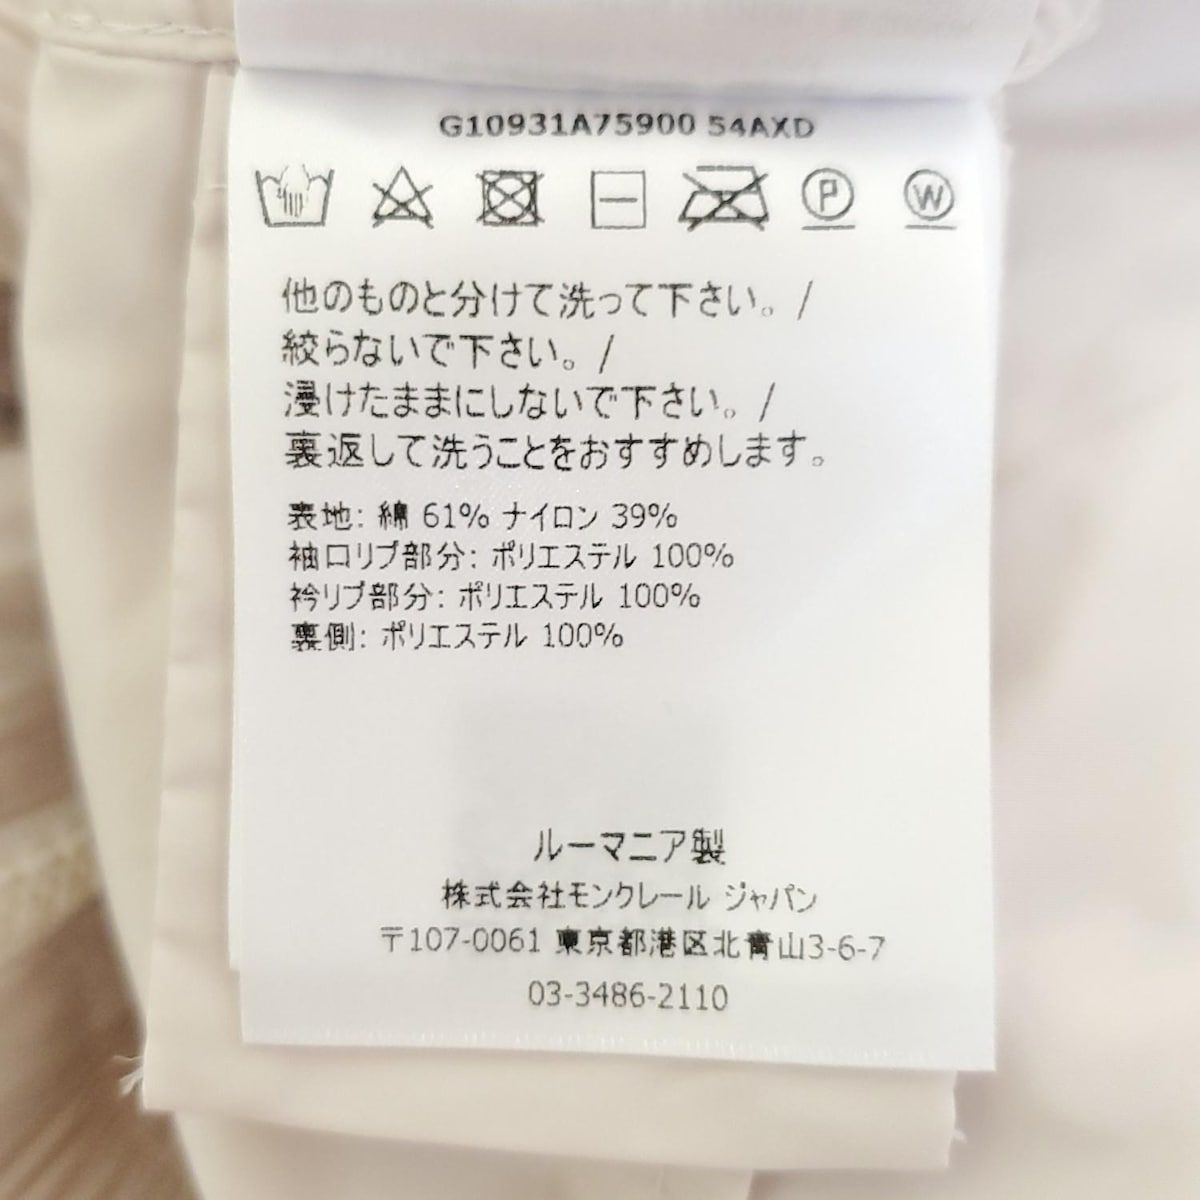 G10931A75900 54AXD
P W
他のものと分けて洗って下さい。/
絞らないで下さい。/
浸けたままにしないで下さい。/
裏返して洗うことをおすすめします。
表地: 綿 61% ナイロン 39%
袖口リブ部分: ポリエステル 100%
衿リブ部分: ポリエステル 100%
裏側: ポリエステル 100%
ルーマニア製
株式会社モンクレール ジャパン
〒107-0061 東京都港区北青山3-6-7
03-3486-2110